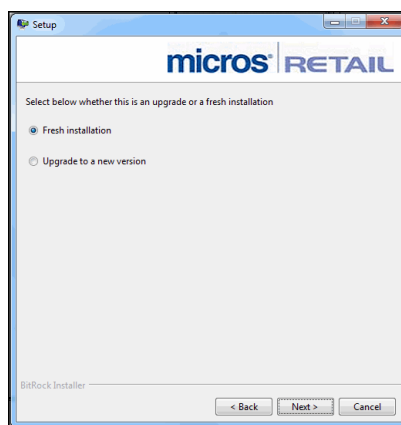 Setup
micros® RETAIL
Select below whether this is an upgrade or a fresh installation
Fresh installation
Upgrade to a new version
BitRock Installer
< Back Next > Cancel